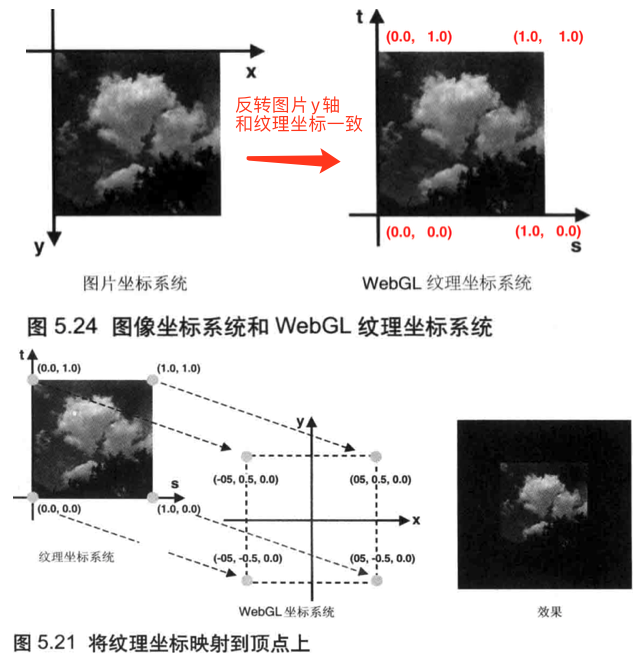 t
(0.0, 1.0)
(1.0, 1.0)
x
反转图片y轴
和纹理坐标一致
y
(0.0, 0.0)
(1.0, 0.0)
s
图片坐标系统
WebGL 纹理坐标系统
图 5.24 图像坐标系统和 WebGL 纹理坐标系统
t
(0.0, 1.0)
(1.0, 1.0)
y
(-05, 0.5, 0.0)
(05, 0.5, 0.0)
s
(0.0, 0.0)
(1.0, 0.0)
x
纹理坐标系统
(-05, -0.5, 0.0)
(05, -0.5, 0.0)
WebGL 坐标系统
效果
图 5.21 将纹理坐标映射到顶点上